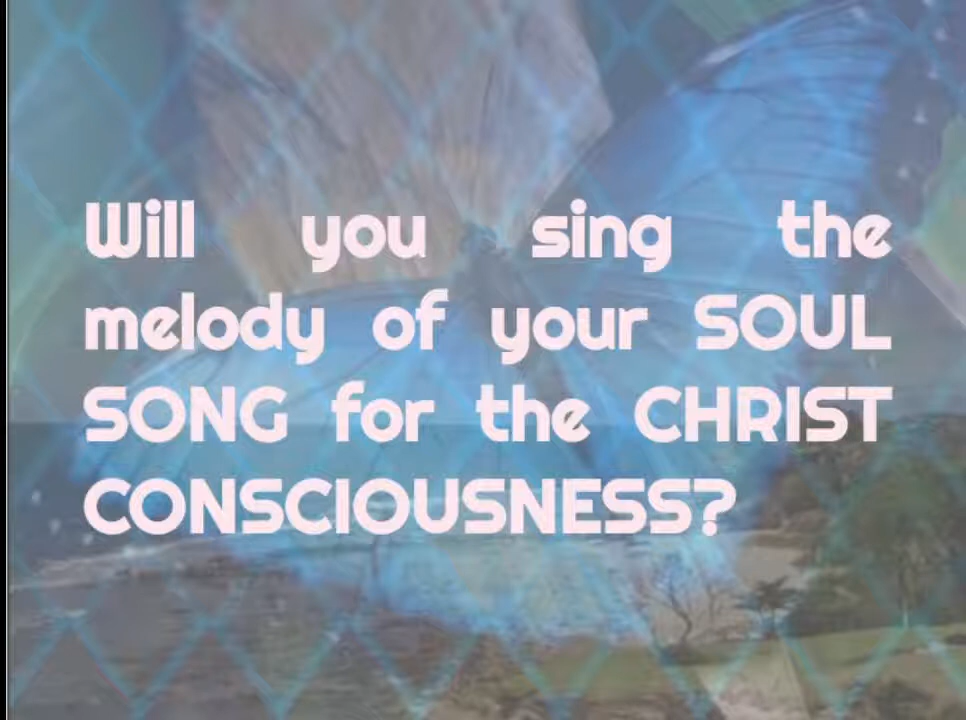 Will you sing the
melody of your SOUL
SONG for the CHRIST
CONSCIOUSNESS?